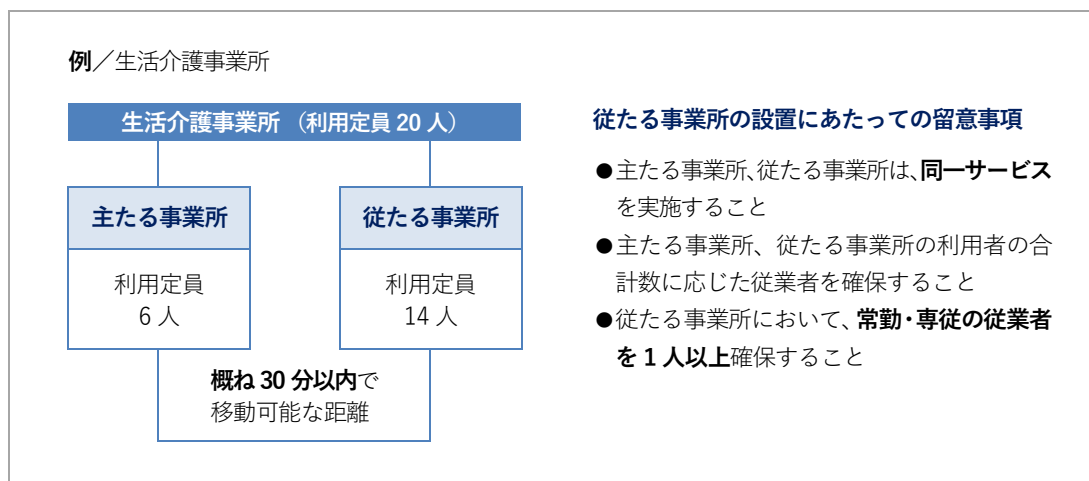 例／生活介護事業所
生活介護事業所 （利用定員 20 人）
主たる事業所
利用定員
6 人
従たる事業所
利用定員
14 人
概ね 30 分以内で
移動可能な距離
従たる事業所の設置にあたっての留意事項
●主たる事業所、従たる事業所は、同一サービス
を実施すること
●主たる事業所、従たる事業所の利用者の合
計数に応じた従業者を確保すること
●従たる事業所において、常勤・専従の従業者
を 1 人以上確保すること